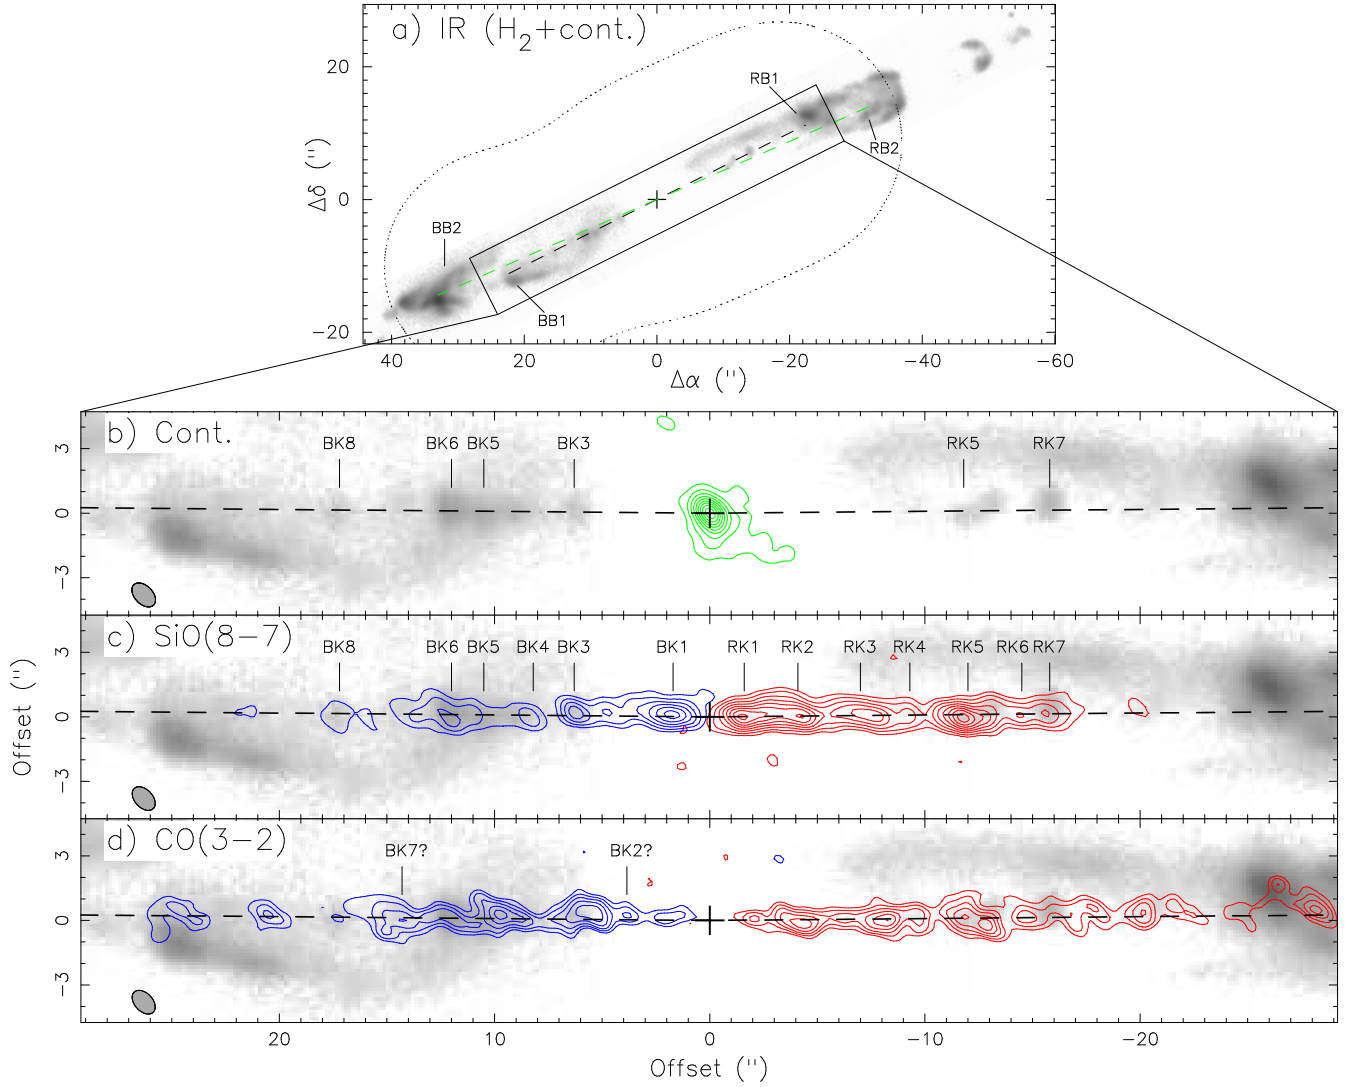 a) IR (H₂+cont.)
RB1
RB2
BB2
BB1
20
0
−20
Δδ (")
40 20 0 −20 −40 −60
Δα (")
b) Cont.
BK8 BK6 BK5 BK3 RK5 RK7
3
0
−3
c) SiO(8−7)
BK8 BK6 BK5 BK4 BK3 BK1 RK1 RK2 RK3 RK4 RK5 RK6 RK7
3
0
−3
Offset (")
d) CO(3−2)
BK7? BK2?
3
0
−3
20 10 0 −10 −20
Offset (")